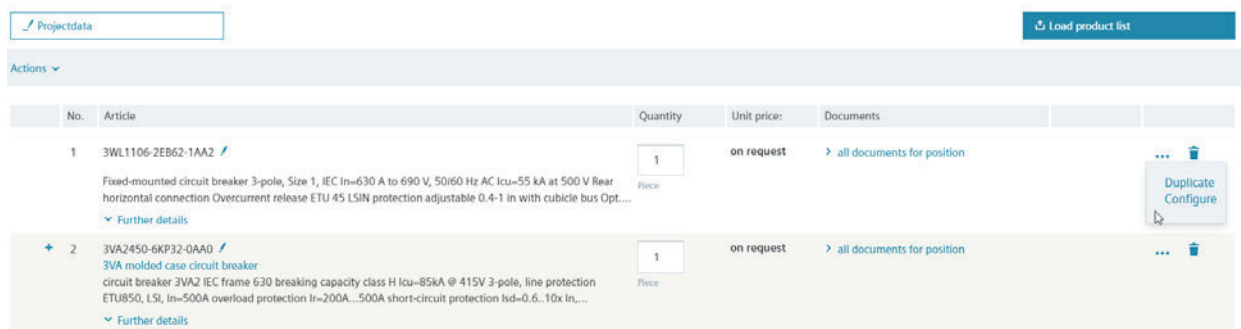 Projectdata
Load product list
Actions
No. Article Quantity Unit price: Documents
1 3WL1106-2EB62-1AA2 1 on request all documents for position ...
Fixed-mounted circuit breaker 3-pole, Size 1, IEC In=630 A to 690 V, 50/60 Hz AC Icu=55 kA at 500 V Rear
horizontal connection Overcurrent release ETU 45 LSIN protection adjustable 0.4-1 in with cubicle bus Opt....
Piece
Duplicate
Configure
Further details
+ 2 3VA2450-6KP32-0AA0 1 on request all documents for position ...
3VA molded case circuit breaker
circuit breaker 3VA2 IEC frame 630 breaking capacity class H Icu=85kA @ 415V 3-pole, line protection
Piece
ETU850, LSI, In=500A overload protection Ir=200A...500A short-circuit protection Isd=0.6..10x In,...
Further details